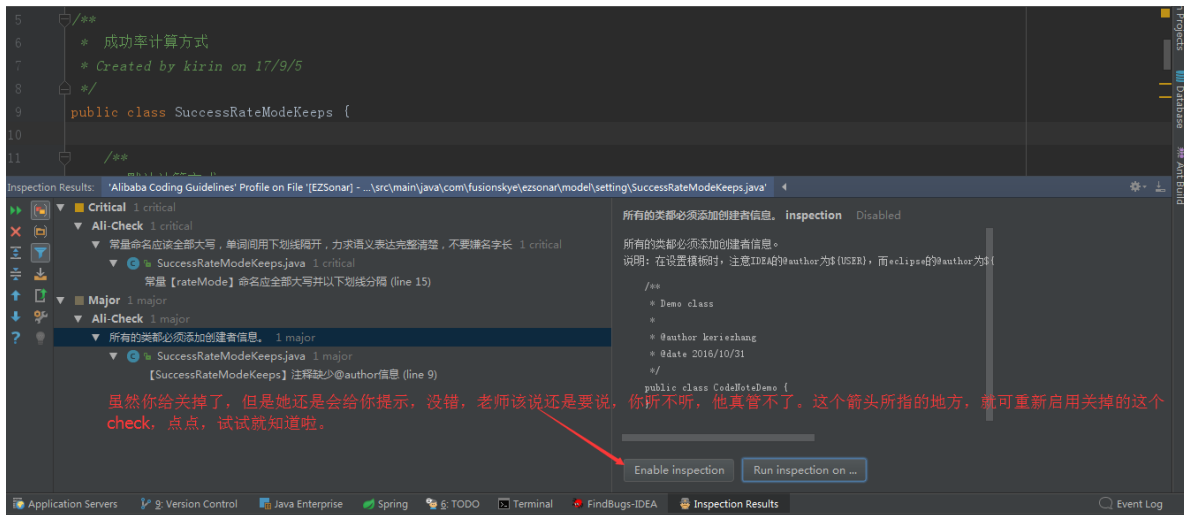 5 /**
6 * 成功率计算方式
7 * Created by kirin on 17/9/5
8 */
9 public class SuccessRateModeKeeps {
10
11 /**
n Projects
Database
Ant Build
Inspection Results: 'Alibaba Coding Guidelines' Profile on File '[EZSonar] - ...\src\main\java\com\fusionskye\ezsonar\model\setting\SuccessRateModeKeeps.java'
Critical 1 critical
Ali-Check 1 critical
常量命名应该全部大写，单词间用下划线隔开，力求语义表达完整清楚，不要嫌名字长 1 critical
SuccessRateModeKeeps.java 1 critical
常量【rateMode】命名应全部大写并以下划线分隔 (line 15)
Major 1 major
Ali-Check 1 major
所有的类都必须添加创建者信息。 1 major
SuccessRateModeKeeps.java 1 major
【SuccessRateModeKeeps】注释缺少@author信息 (line 9)
所有的类都必须添加创建者信息。 inspection Disabled
所有的类都必须添加创建者信息。
说明：在设置模板时，注意IDEA的@author为${USER}，而eclipse的@author为${
/**
* Demo class
*
* @author keriezhang
* @date 2016/10/31
*/
public class CodeNoteDemo {
}
虽然你给关掉了，但是她还是会给你提示，没错，老师该说还是要说，你听不听，他真管不了。这个箭头所指的地方，就可重新启用关掉的这个
check，点点，试试就知道啦。
Enable inspection Run inspection on ...
Application Servers 9: Version Control Java Enterprise Spring 6: TODO Terminal FindBugs-IDEA Inspection Results Event Log